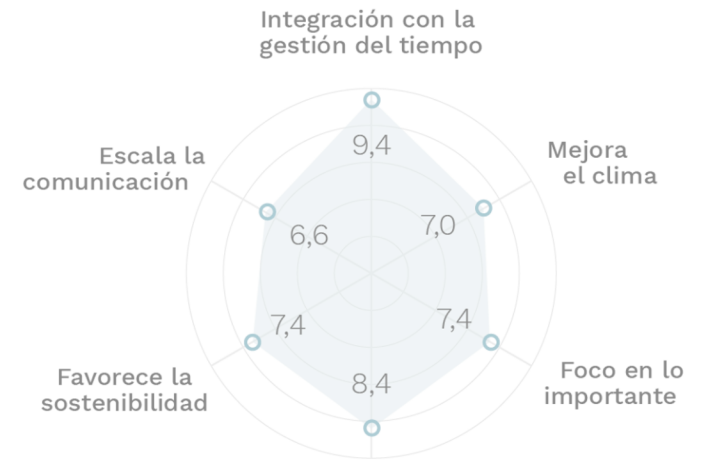 Integración con la
gestión del tiempo
9,4
Escala la
comunicación
Mejora
el clima
6,6
7,0
7,4
7,4
Favorece la
sostenibilidad
8,4
Foco en lo
importante